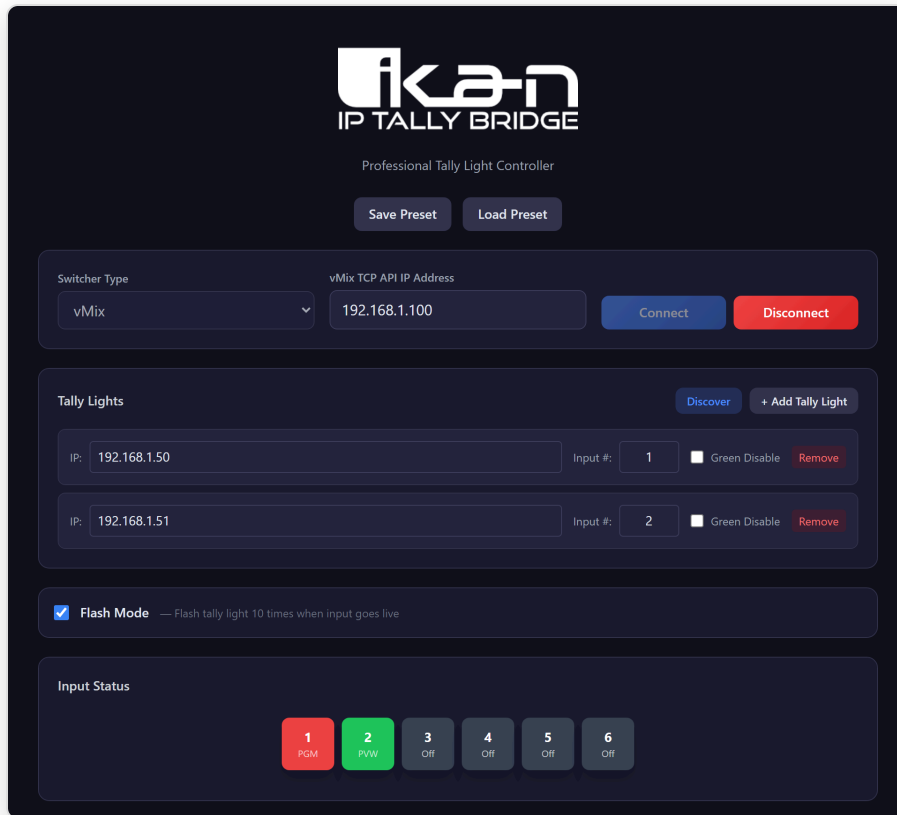 ikan
IP TALLY BRIDGE
Professional Tally Light Controller
Save Preset Load Preset
Switcher Type vMix TCP API IP Address
vMix 192.168.1.100 Connect Disconnect
Tally Lights Discover + Add Tally Light
IP: 192.168.1.50 Input #: 1 Green Disable Remove
IP: 192.168.1.51 Input #: 2 Green Disable Remove
Flash Mode — Flash tally light 10 times when input goes live
Input Status
1 2 3 4 5 6
PGM PVW Off Off Off Off